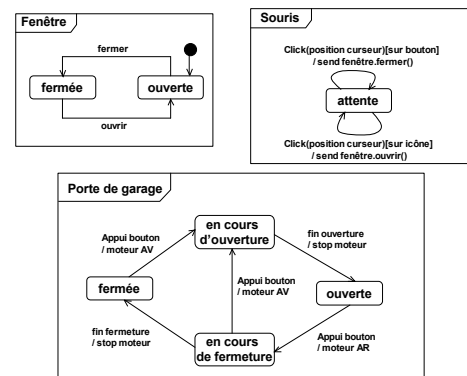 Fenêtre
fermer
fermée
ouverte
ouvrir
Souris
Click(position curseur)[sur bouton]
/ send fenêtre.fermer()
attente
Click(position curseur)[sur icône]
/ send fenêtre.ouvrir()
Porte de garage
en cours
d'ouverture
Appui bouton
/ moteur AV
fin ouverture
/ stop moteur
fermée
Appui bouton
/ moteur AV
ouverte
fin fermeture
/ stop moteur
en cours
de fermeture
Appui bouton
/ moteur AR